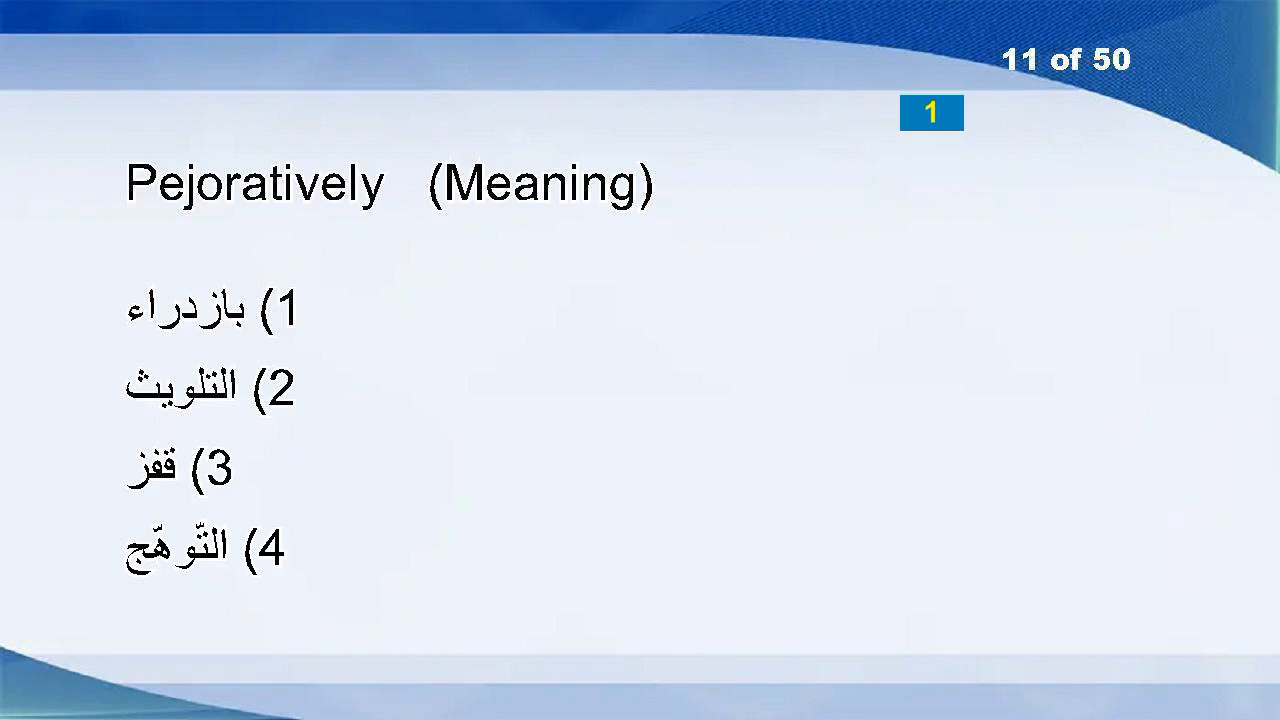 11 of 50
1
Pejoratively (Meaning)
1) بازدراء
2) التلويث
3) قفز
4) التّوهّج